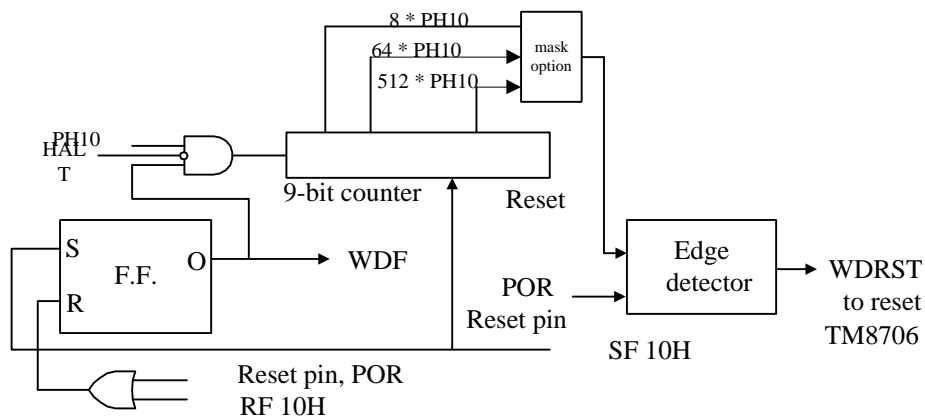 8 * PH10
64 * PH10
512 * PH10
mask
option
PH10
HAL
T
9-bit counter
Reset
S
F.F.
O
R
WDF
Edge
detector
POR
Reset pin
WDRST
to reset
TM8706
SF 10H
Reset pin, POR
RF 10H